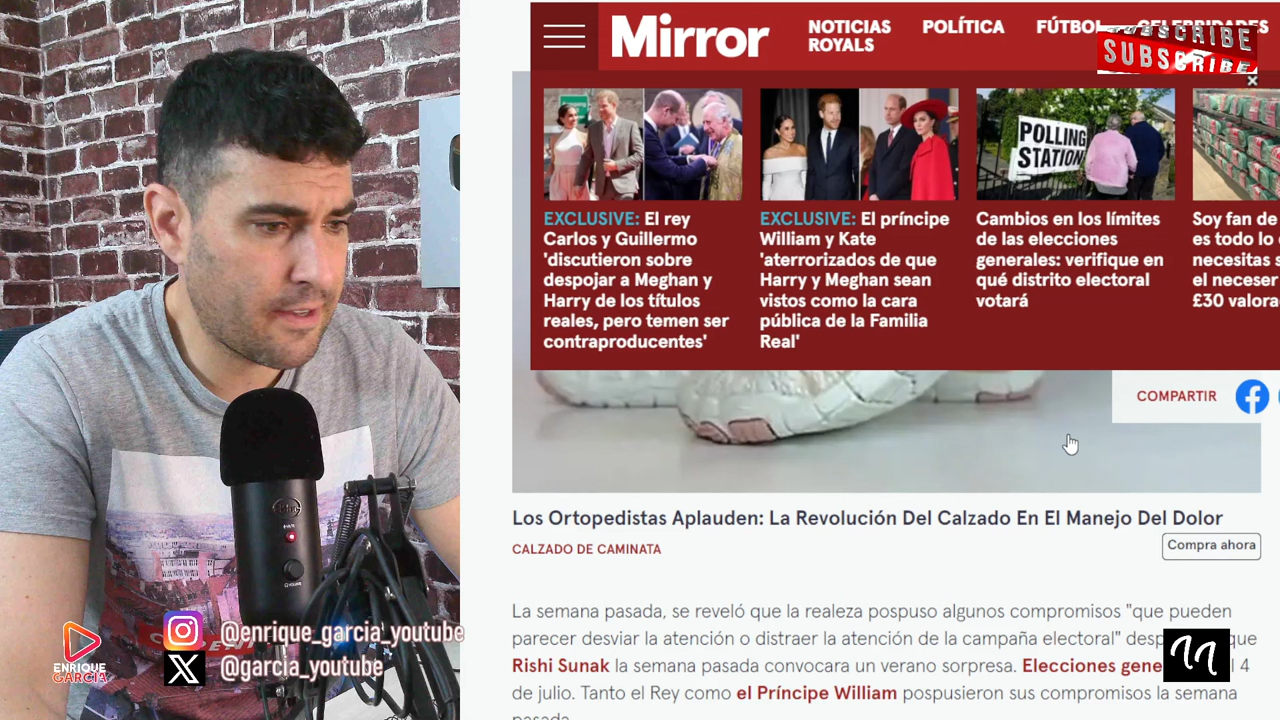 Mirror
NOTICIAS
ROYALS
POLÍTICA
FÚTBOL
CELEBRIDADES
SUBSCRIBE
SUBSCRIBE
POLLING
STATION
EXCLUSIVE: El rey
Carlos y Guillermo
'discutieron sobre
despojar a Meghan y
Harry de los títulos
reales, pero temen ser
contraproducentes'
EXCLUSIVE: El príncipe
William y Kate
'aterrorizados de que
Harry y Meghan sean
vistos como la cara
pública de la Familia
Real'
Cambios en los límites
de las elecciones
generales: verifique en
qué distrito electoral
votará
Soy fan de
es todo lo
necesitas
el neceser
£30 valora
COMPARTIR
Los Ortopedistas Aplauden: La Revolución Del Calzado En El Manejo Del Dolor
CALZADO DE CAMINATA
Compra ahora
La semana pasada, se reveló que la realeza pospuso algunos compromisos "que pueden
parecer desviar la atención o distraer la atención de la campaña electoral" desp que
Rishi Sunak la semana pasada convocara un verano sorpresa. Elecciones gene l 4
de julio. Tanto el Rey como el Príncipe William pospusieron sus compromisos la semana
pasada
@enrique_garcia_youtube
@garcia_youtube
ENRIQUE
GARCIA